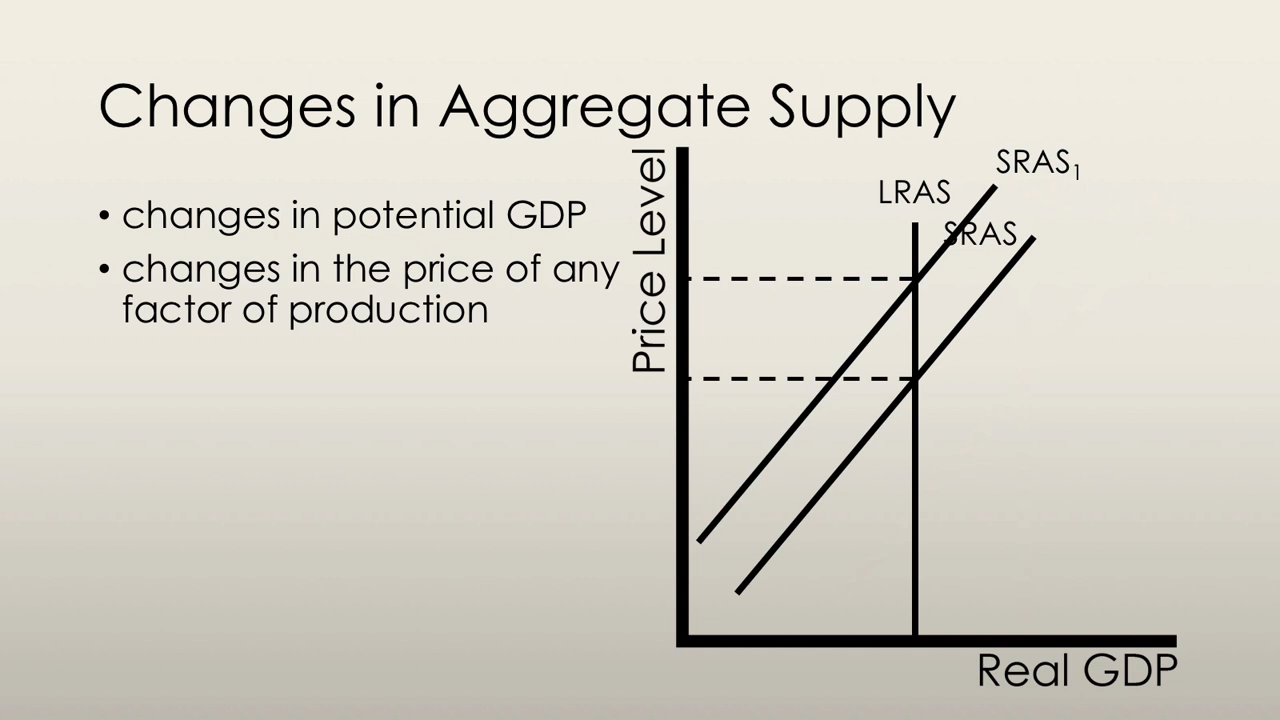 Changes in Aggregate Supply
• changes in potential GDP
• changes in the price of any
factor of production
Price Level
LRAS
SRAS₁
SRAS
Real GDP